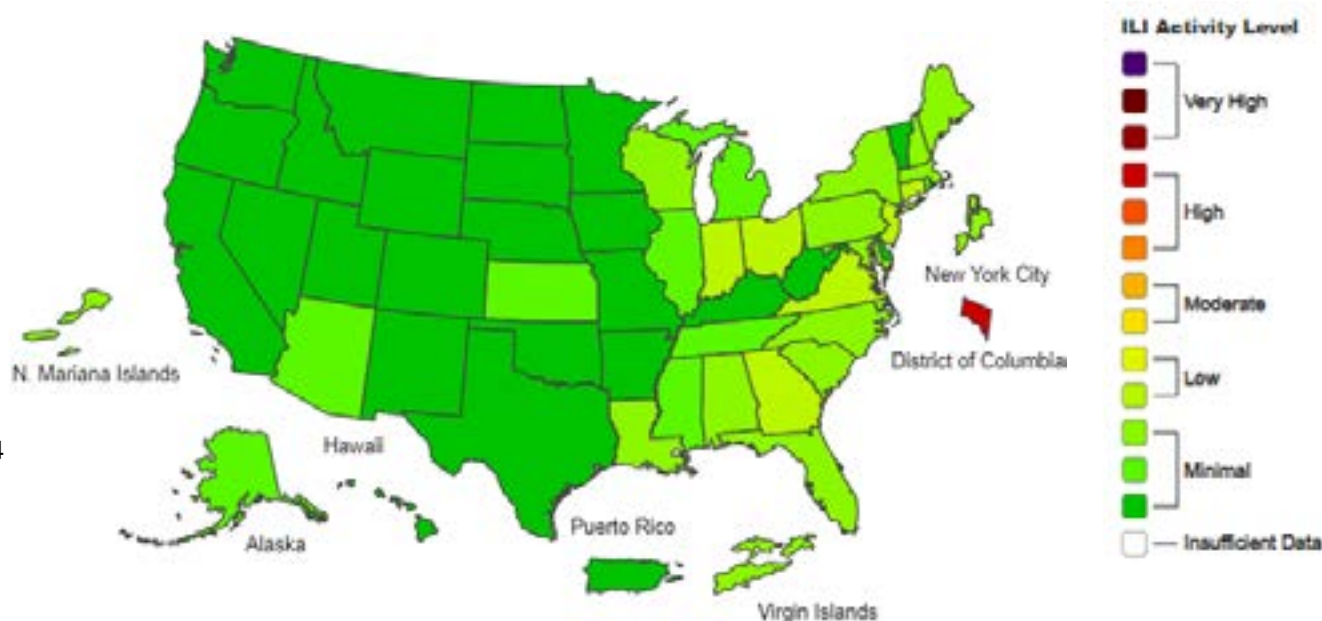 ILI Activity Level
Very High
High
Moderate
Low
Minimal
Insufficient Data
New York City
District of Columbia
N. Mariana Islands
4
Hawaii
Alaska
Puerto Rico
Virgin Islands